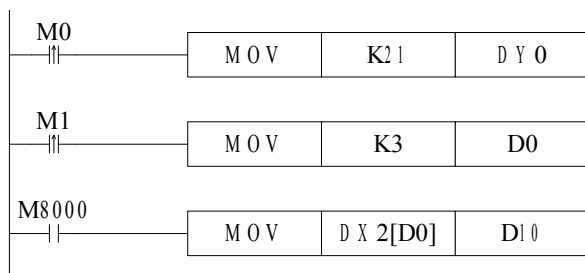 M0
MOV K21 DY0
M1
MOV K3 D0
M8000
MOV DX2[D0] D10